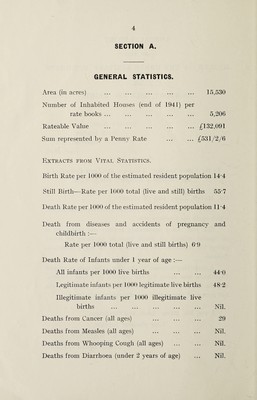 4
SECTION A.
GENERAL STATISTICS.
Area (in acres) ... ... ... ... ... 15,530
Number of Inhabited Houses (end of 1941) per
rate books ... ... ... ... ... 5,206
Rateable Value ... ... ... ... £132,091
Sum represented by a Penny Rate ... ... £531/2/6
Extracts from Vital Statistics.
Birth Rate per 1000 of the estimated resident population 14·4
Still Birth—Rate per 1000 total (live and still) births 55·7
Death Rate per 1000 of the estimated resident population 11·4
Death from diseases and accidents of pregnancy and
childbirth :—
Rate per 1000 total (live and still births) 6·9
Death Rate of Infants under 1 year of age :—
All infants per 1000 live births ... ... 44·0
Legitimate infants per 1000 legitimate live births 48·2
Illegitimate infants per 1000 illegitimate live
births ... ... ... ... ... Nil.
Deaths from Cancer (all ages) ... ... ... 29
Deaths from Measles (all ages) ... ... ... Nil.
Deaths from Whooping Cough (all ages) ... ... Nil.
Deaths from Diarrhoea (under 2 years of age) ... Nil.